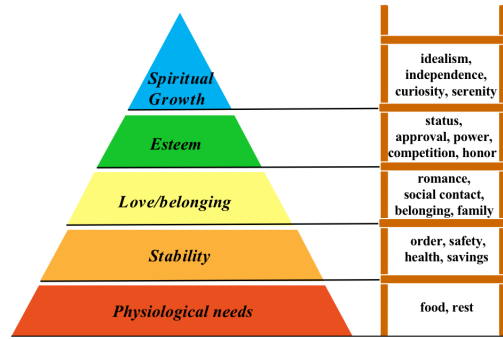 Spiritual
Growth
idealism,
independence,
curiosity, serenity
Esteem
status,
approval, power,
competition, honor
Love/belonging
romance,
social contact,
belonging, family
Stability
order, safety,
health, savings
Physiological needs
food, rest